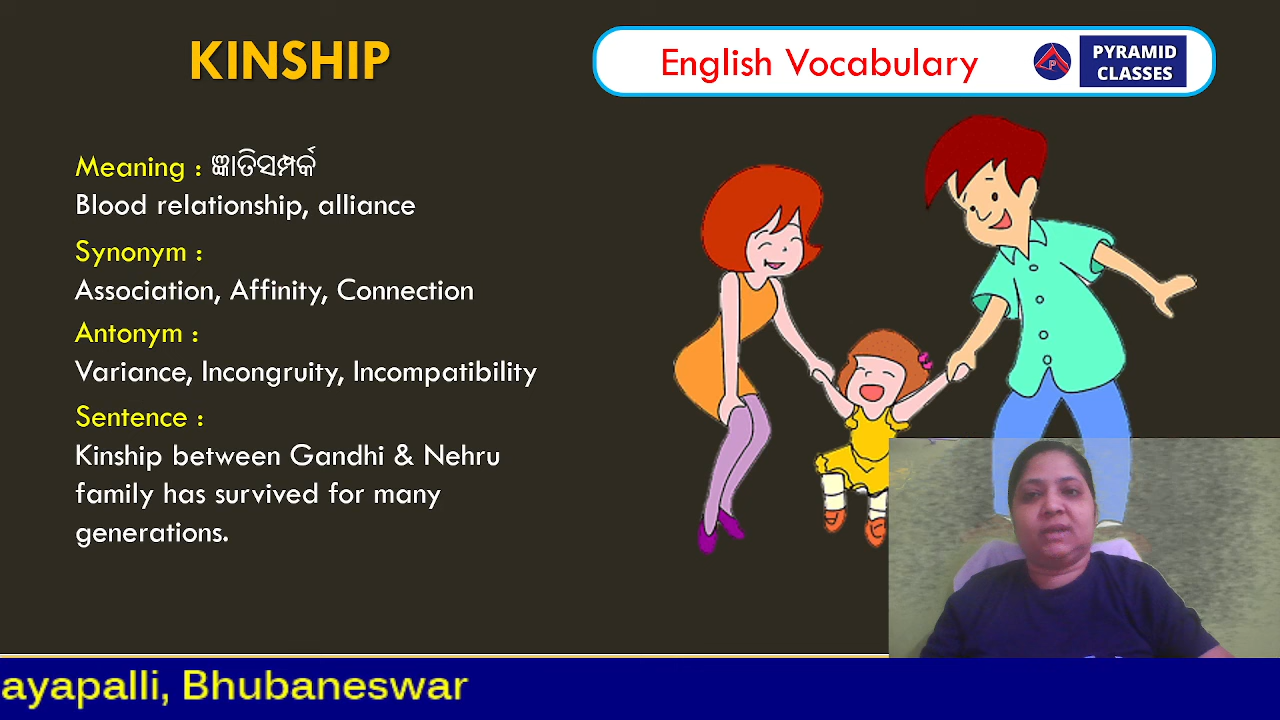 KINSHIP
English Vocabulary
PYRAMID
CLASSES
Meaning : ଜ୍ଞାତିସମ୍ପର୍କ
Blood relationship, alliance
Synonym :
Association, Affinity, Connection
Antonym :
Variance, Incongruity, Incompatibility
Sentence :
Kinship between Gandhi & Nehru
family has survived for many
generations.
ayapalli, Bhubaneswar